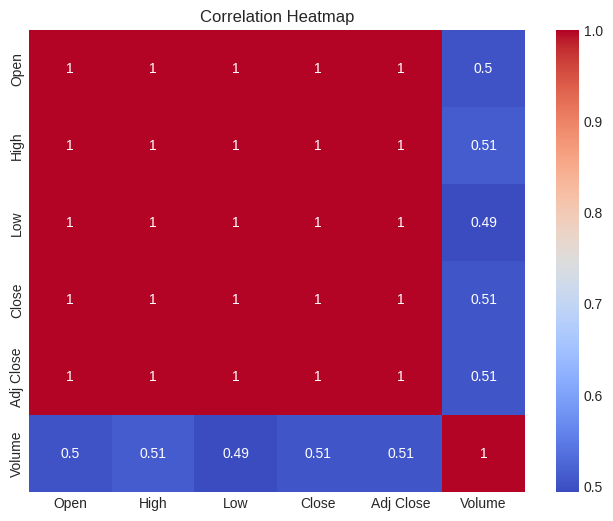 Correlation Heatmap
Open 1 1 1 1 1 0.5
High 1 1 1 1 1 0.51
Low 1 1 1 1 1 0.49
Close 1 1 1 1 1 0.51
Adj Close 1 1 1 1 1 0.51
Volume 0.5 0.51 0.49 0.51 0.51 1
Open High Low Close Adj Close Volume
1.0
0.9
0.8
0.7
0.6
0.5